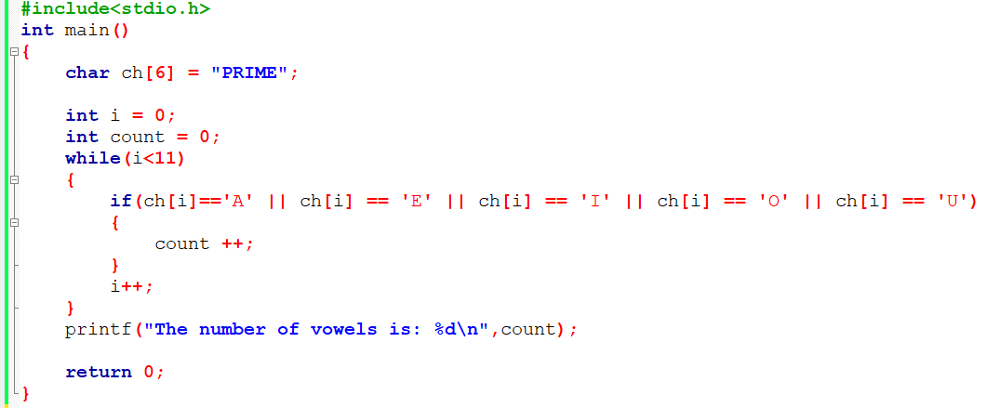 #include<stdio.h>
int main()
{
    char ch[6] = "PRIME";
    int i = 0;
    int count = 0;
    while(i<11)
    {
        if(ch[i]=='A' || ch[i] == 'E' || ch[i] == 'I' || ch[i] == 'O' || ch[i] == 'U')
        {
            count ++;
        }
        i++;
    }
    printf("The number of vowels is: %d\n",count);
    return 0;
}